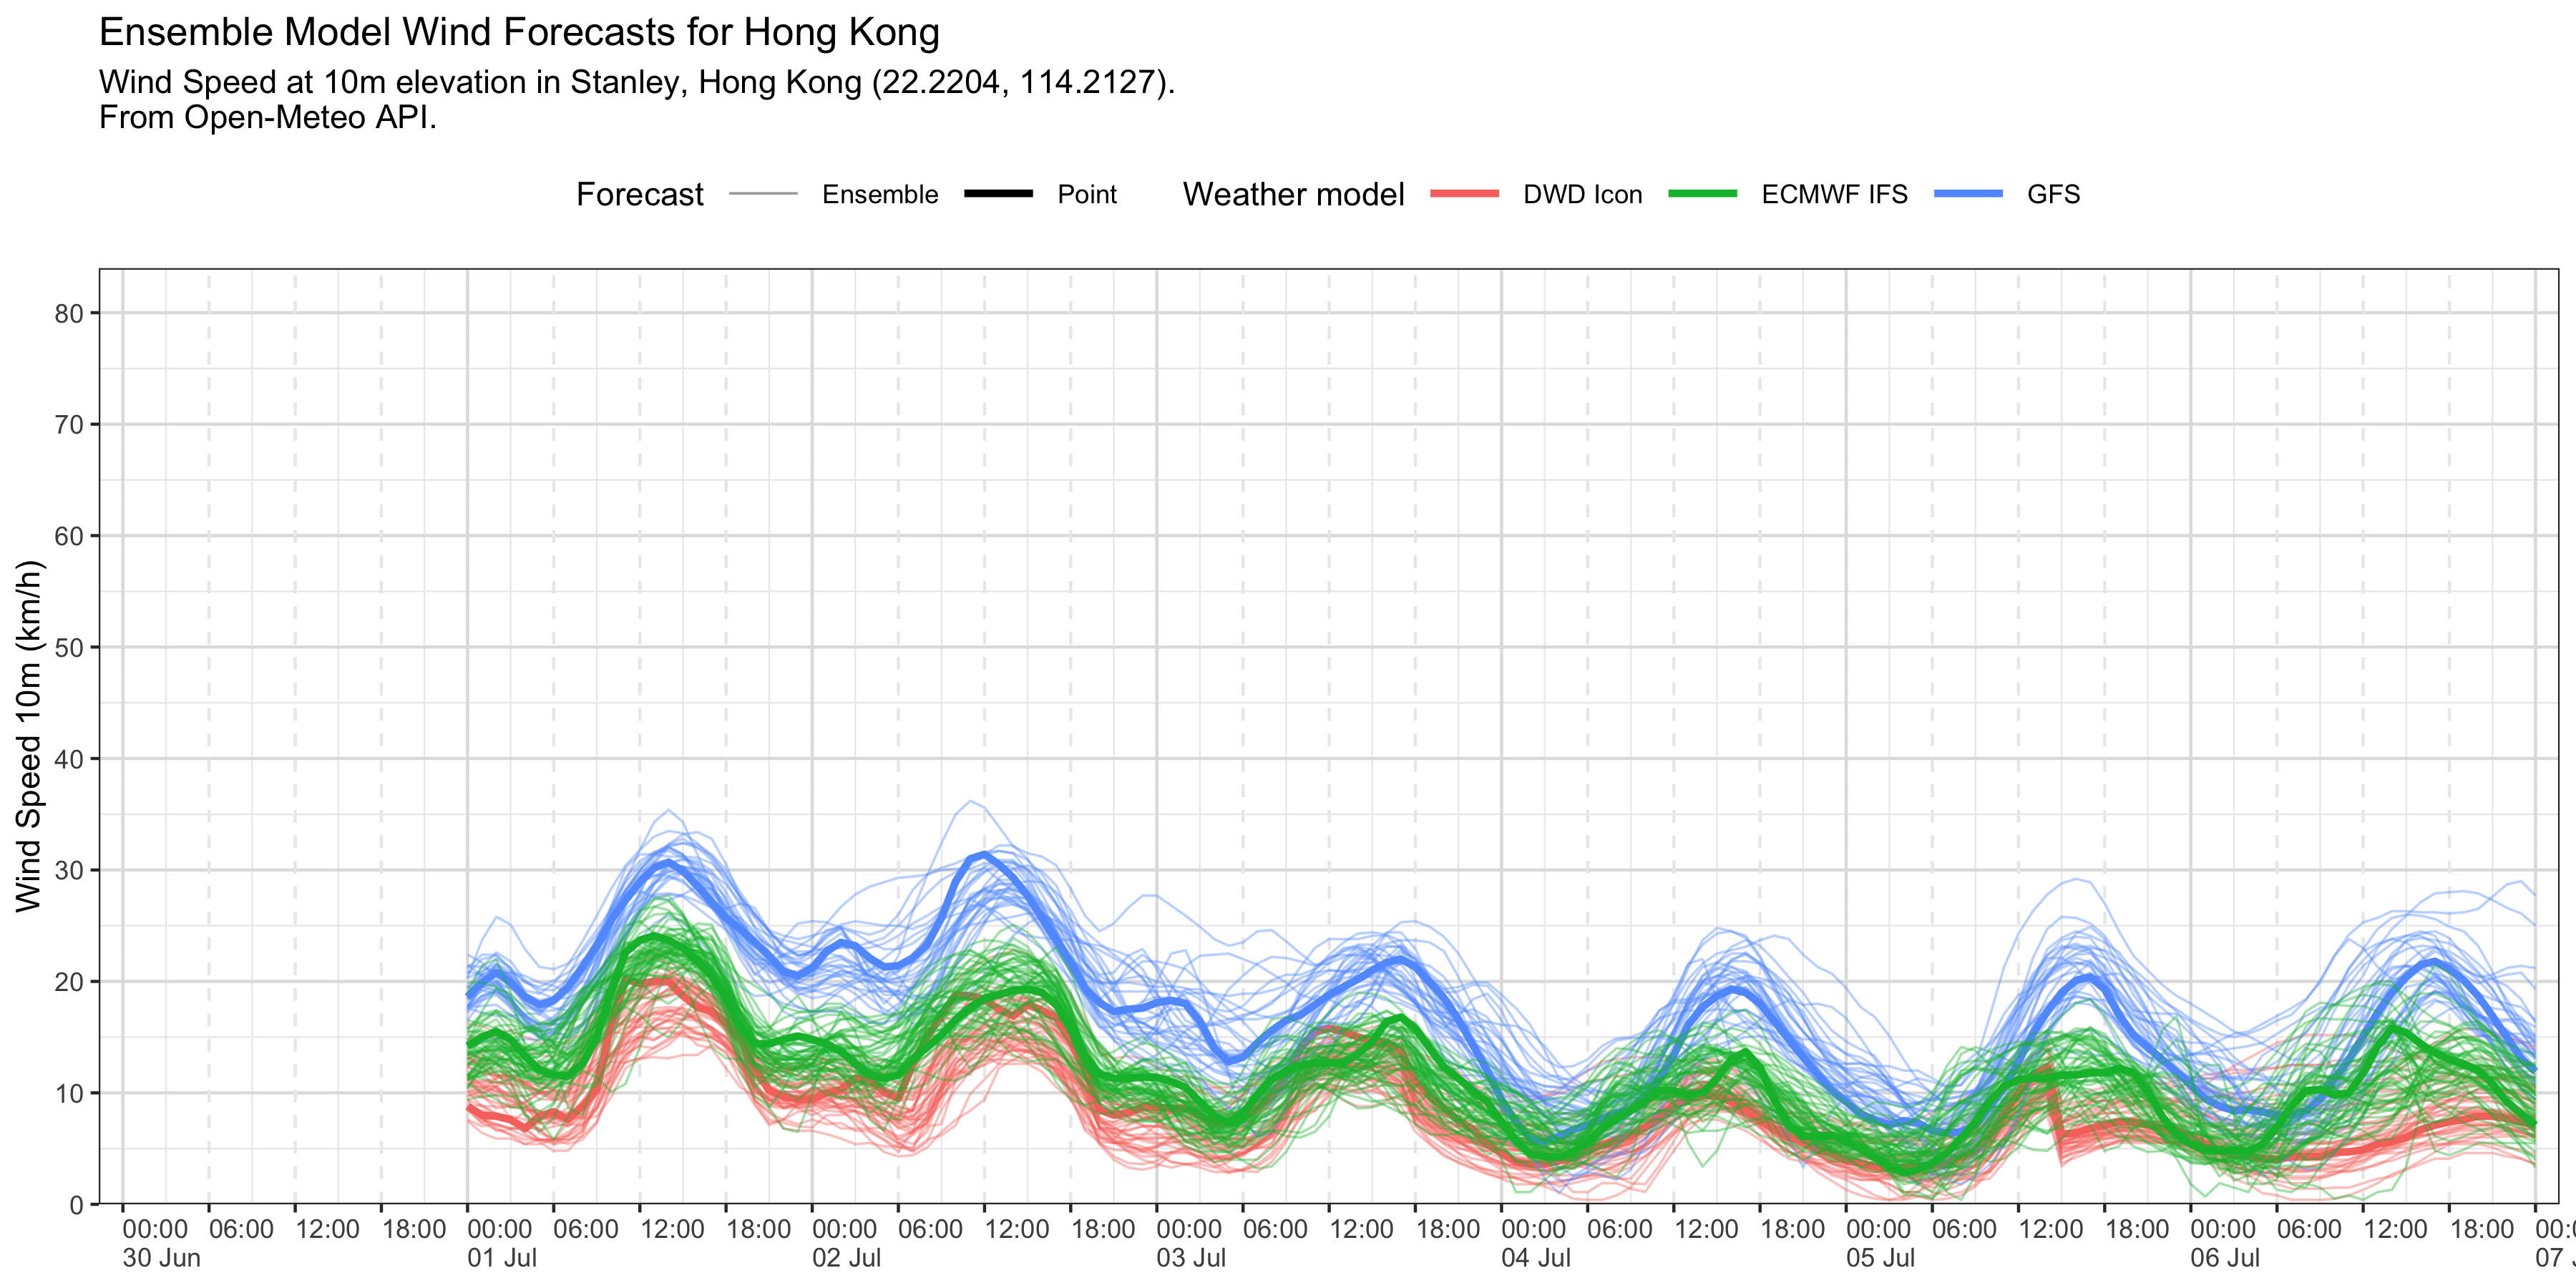 Ensemble Model Wind Forecasts for Hong Kong
Wind Speed at 10m elevation in Stanley, Hong Kong (22.2204, 114.2127).
From Open-Meteo API.
Forecast Ensemble Point Weather model DWD Icon ECMWF IFS GFS
Wind Speed 10m (km/h)
80
70
60
50
40
30
20
10
0
00:00 06:00 12:00 18:00 00:00 06:00 12:00 18:00 00:00 06:00 12:00 18:00 00:00 06:00 12:00 18:00 00:00 06:00 12:00 18:00 00:00 06:00 12:00 18:00 00:00 06:00 12:00 18:00 00:
30 Jun 01 Jul 02 Jul 03 Jul 04 Jul 05 Jul 06 Jul 07